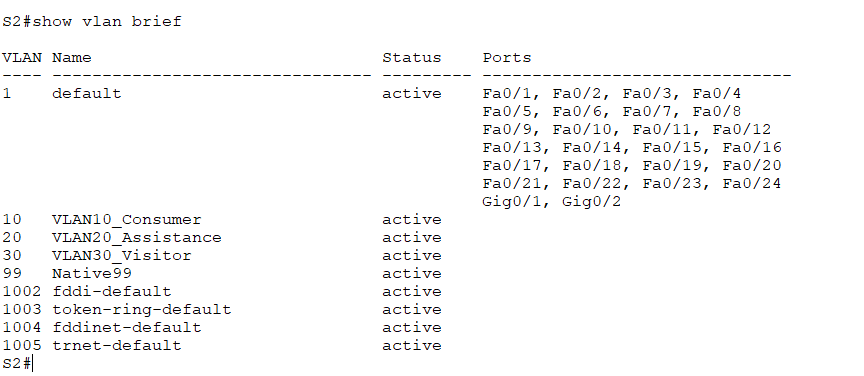 S2#show vlan brief
VLAN Name                             Status    Ports
---- -------------------------------- --------- -------------------------------
1    default                          active    Fa0/1, Fa0/2, Fa0/3, Fa0/4
                                                Fa0/5, Fa0/6, Fa0/7, Fa0/8
                                                Fa0/9, Fa0/10, Fa0/11, Fa0/12
                                                Fa0/13, Fa0/14, Fa0/15, Fa0/16
                                                Fa0/17, Fa0/18, Fa0/19, Fa0/20
                                                Fa0/21, Fa0/22, Fa0/23, Fa0/24
                                                Gig0/1, Gig0/2
10   VLAN10_Consumer                  active
20   VLAN20_Assistance                active
30   VLAN30_Visitor                   active
99   Native99                         active
1002 fddi-default                     active
1003 token-ring-default               active
1004 fddinet-default                  active
1005 trnet-default                    active
S2#